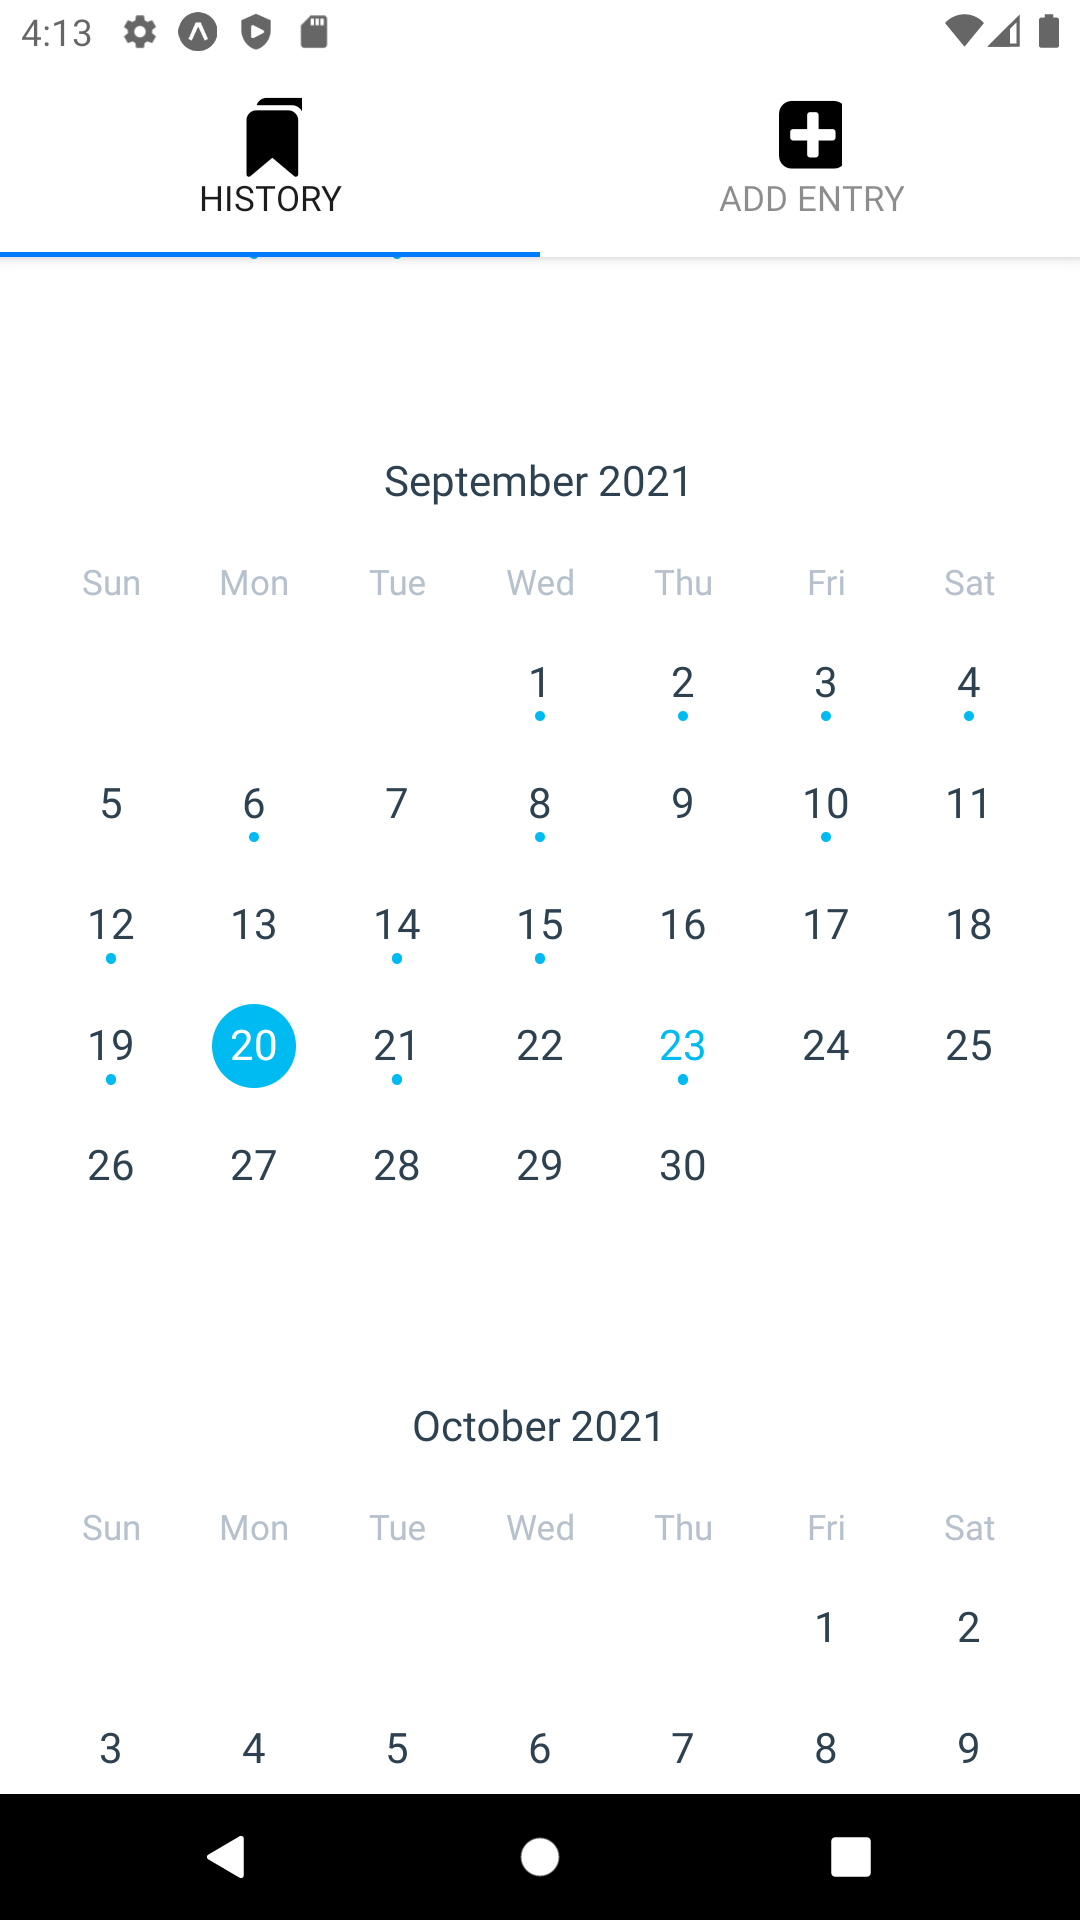 4:13
HISTORY ADD ENTRY
September 2021
Sun Mon Tue Wed Thu Fri Sat
1 2 3 4
5 6 7 8 9 10 11
12 13 14 15 16 17 18
19 20 21 22 23 24 25
26 27 28 29 30
October 2021
Sun Mon Tue Wed Thu Fri Sat
1 2
3 4 5 6 7 8 9